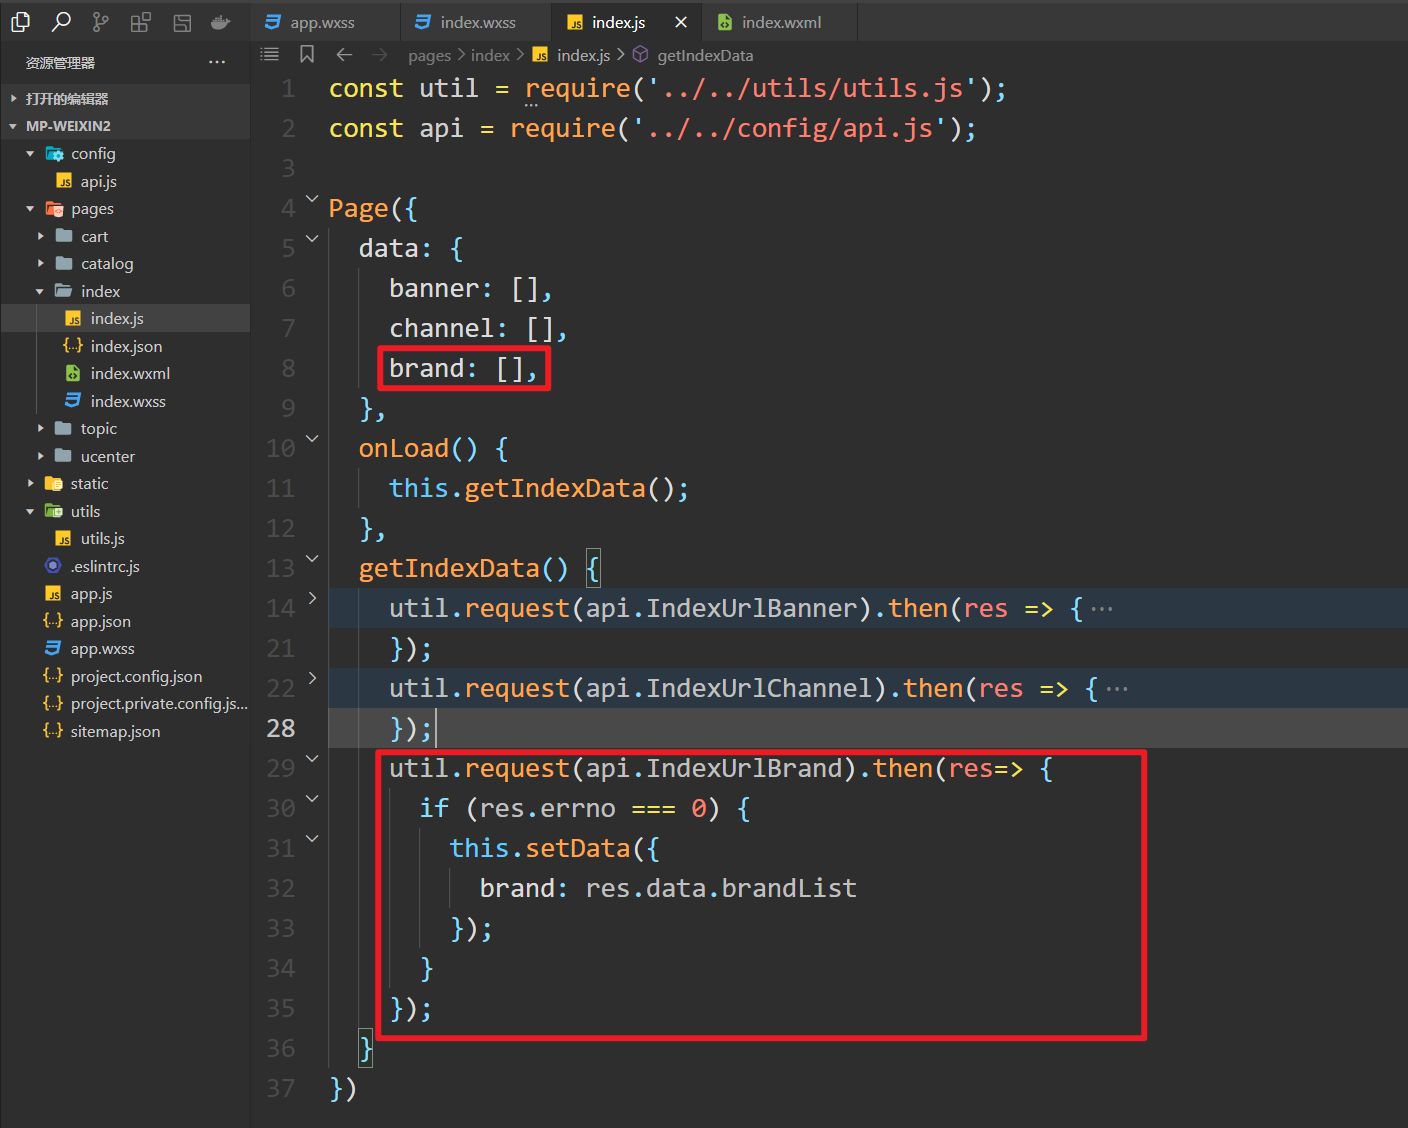 app.wxss
index.wxss
index.js
index.wxml
资源管理器
打开的编辑器
MP-WEIXIN2
config
api.js
pages
cart
catalog
index
index.js
index.json
index.wxml
index.wxss
topic
ucenter
static
utils
utils.js
.eslintrc.js
app.js
app.json
app.wxss
project.config.json
project.private.config.js...
sitemap.json
pages > index > index.js > getIndexData
1 const util = require('../../utils/utils.js');
2 const api = require('../../config/api.js');
3
4 Page({
5 data: {
6 banner: [],
7 channel: [],
8 brand: [],
9 },
10 onLoad() {
11 this.getIndexData();
12 },
13 getIndexData() {
14 util.request(api.IndexUrlBanner).then(res => { ···
21 });
22 util.request(api.IndexUrlChannel).then(res => { ···
28 });
29 util.request(api.IndexUrlBrand).then(res=> {
30 if (res.errno === 0) {
31 this.setData({
32 brand: res.data.brandList
33 });
34 }
35 });
36 }
37 })